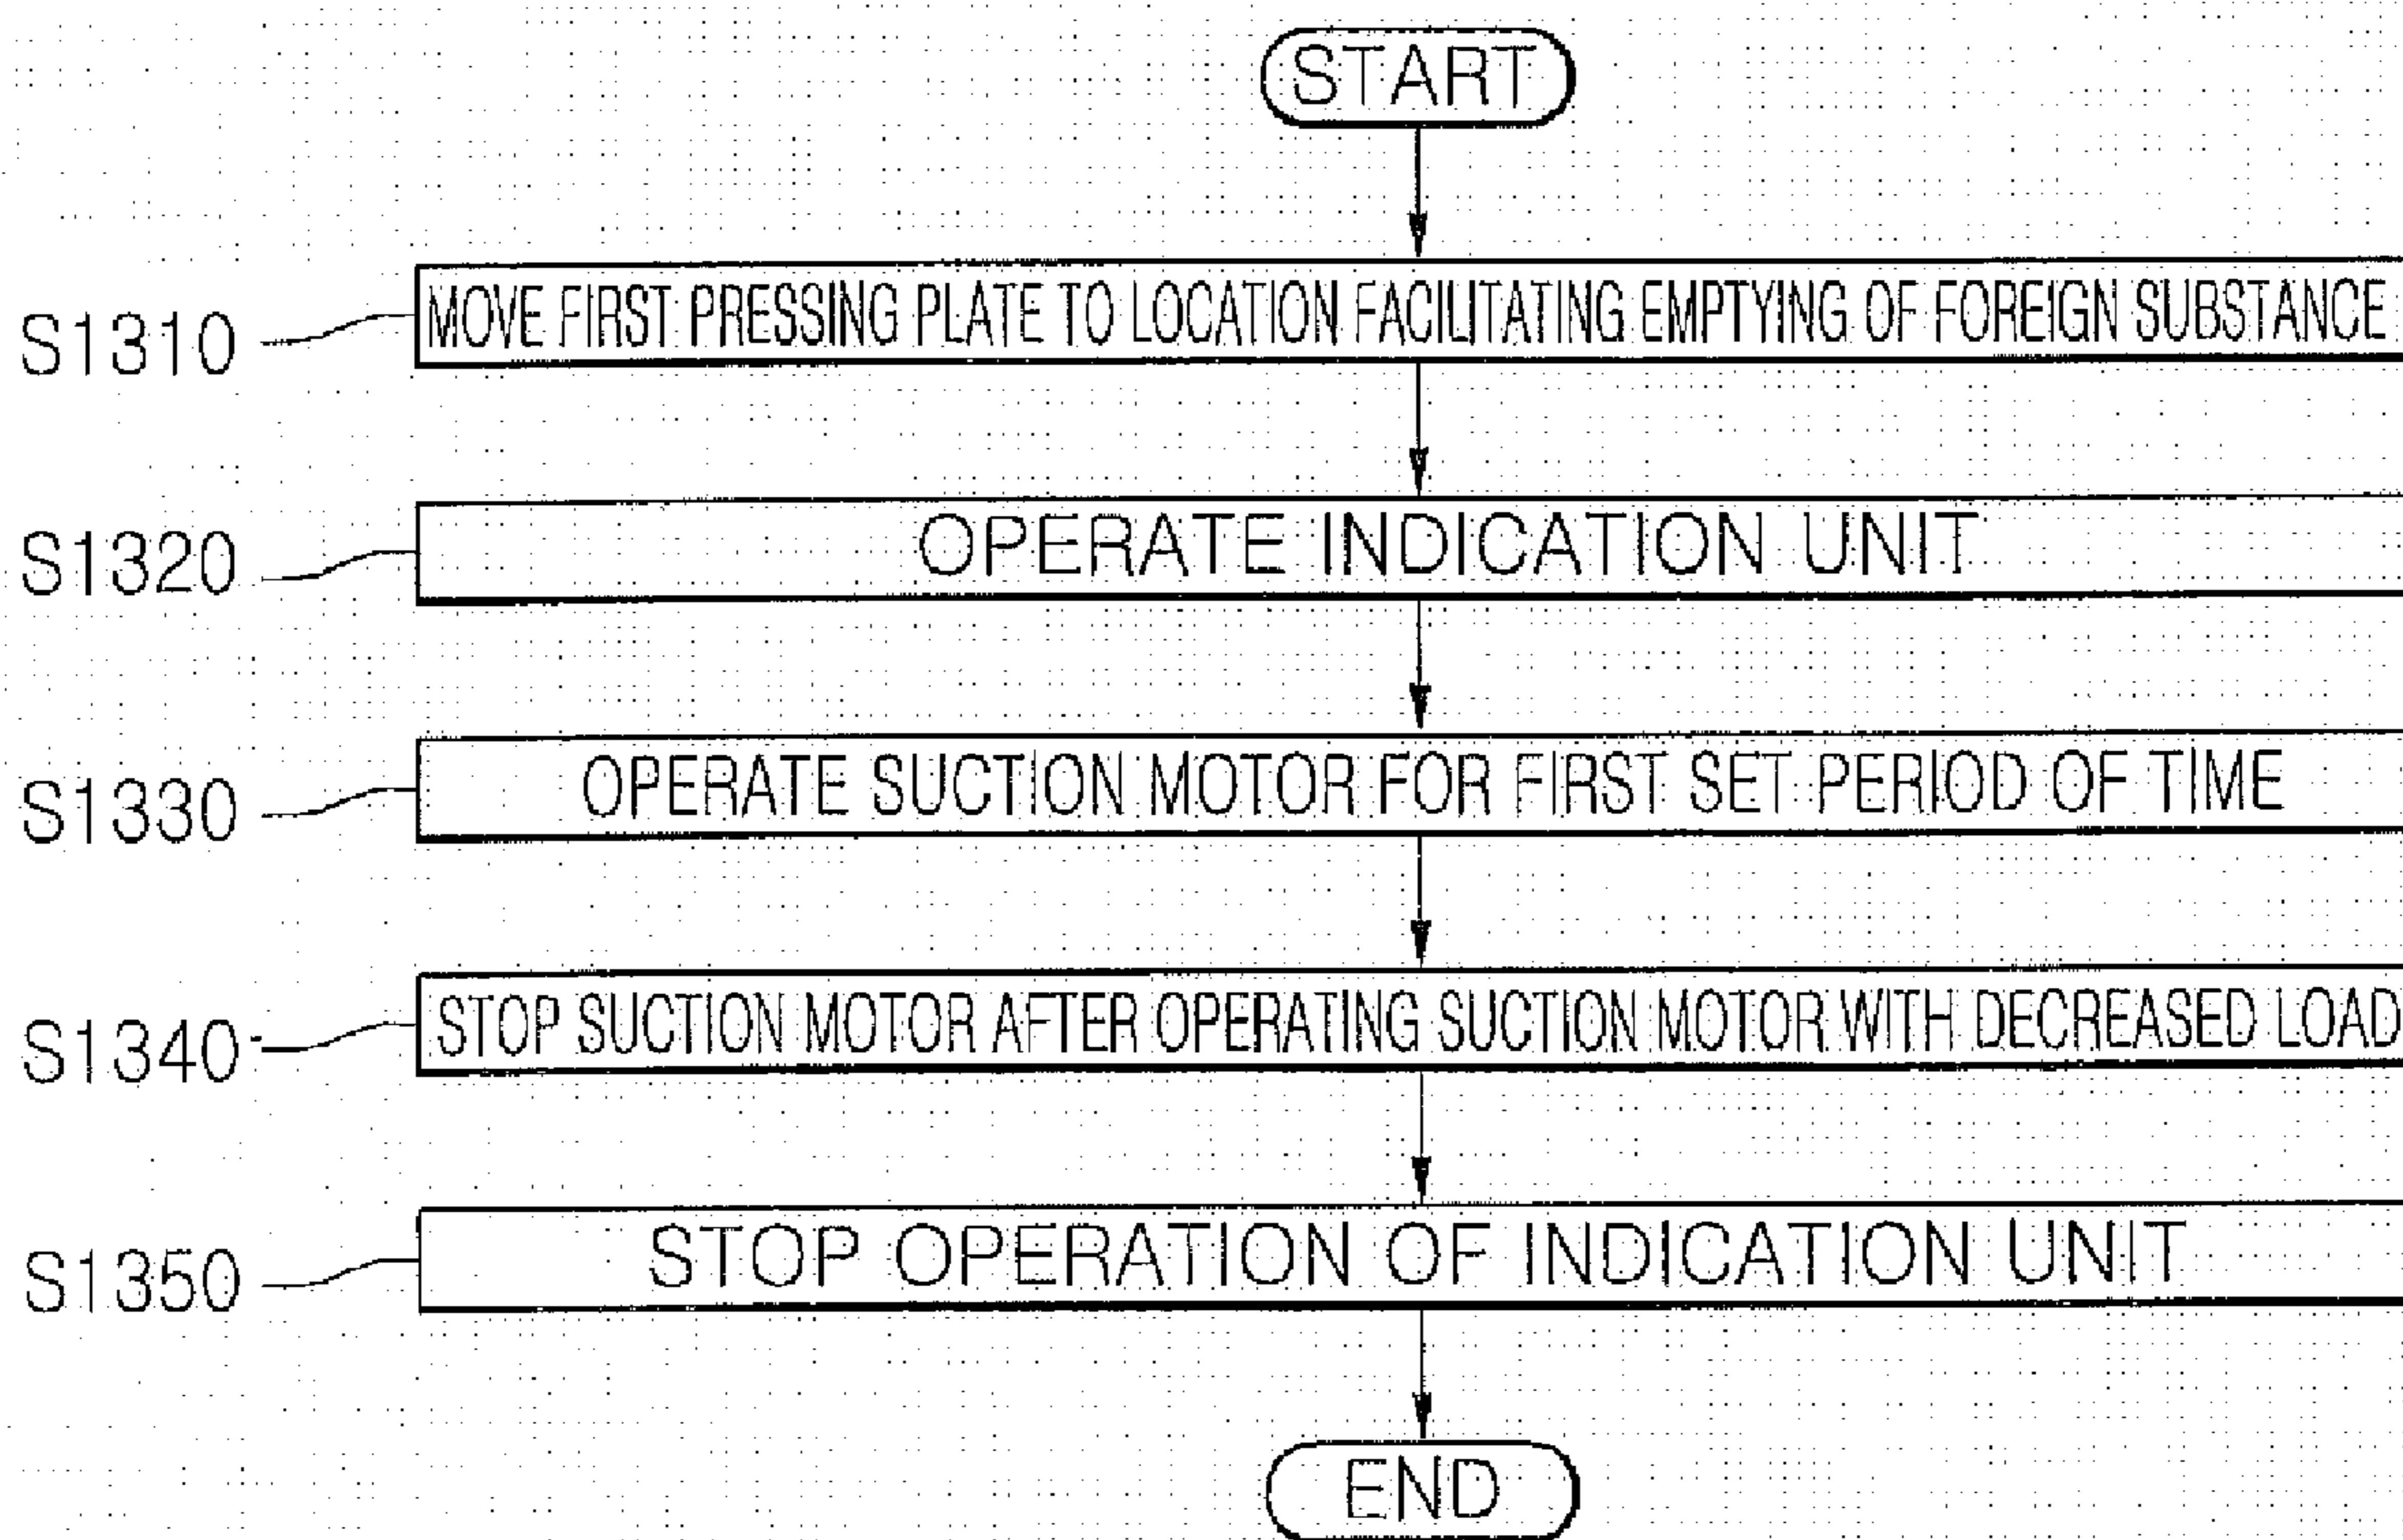 START
S1310
MOVE FIRST PRESSING PLATE TO LOCATION FACILITATING EMPTYING OF FOREIGN SUBSTANCE
S1320
OPERATE INDICATION UNIT
S1330
OPERATE SUCTION MOTOR FOR FIRST SET PERIOD OF TIME
S1340
STOP SUCTION MOTOR AFTER OPERATING SUCTION MOTOR WITH DECREASED LOAD
S1350
STOP OPERATION OF INDICATION UNIT
END